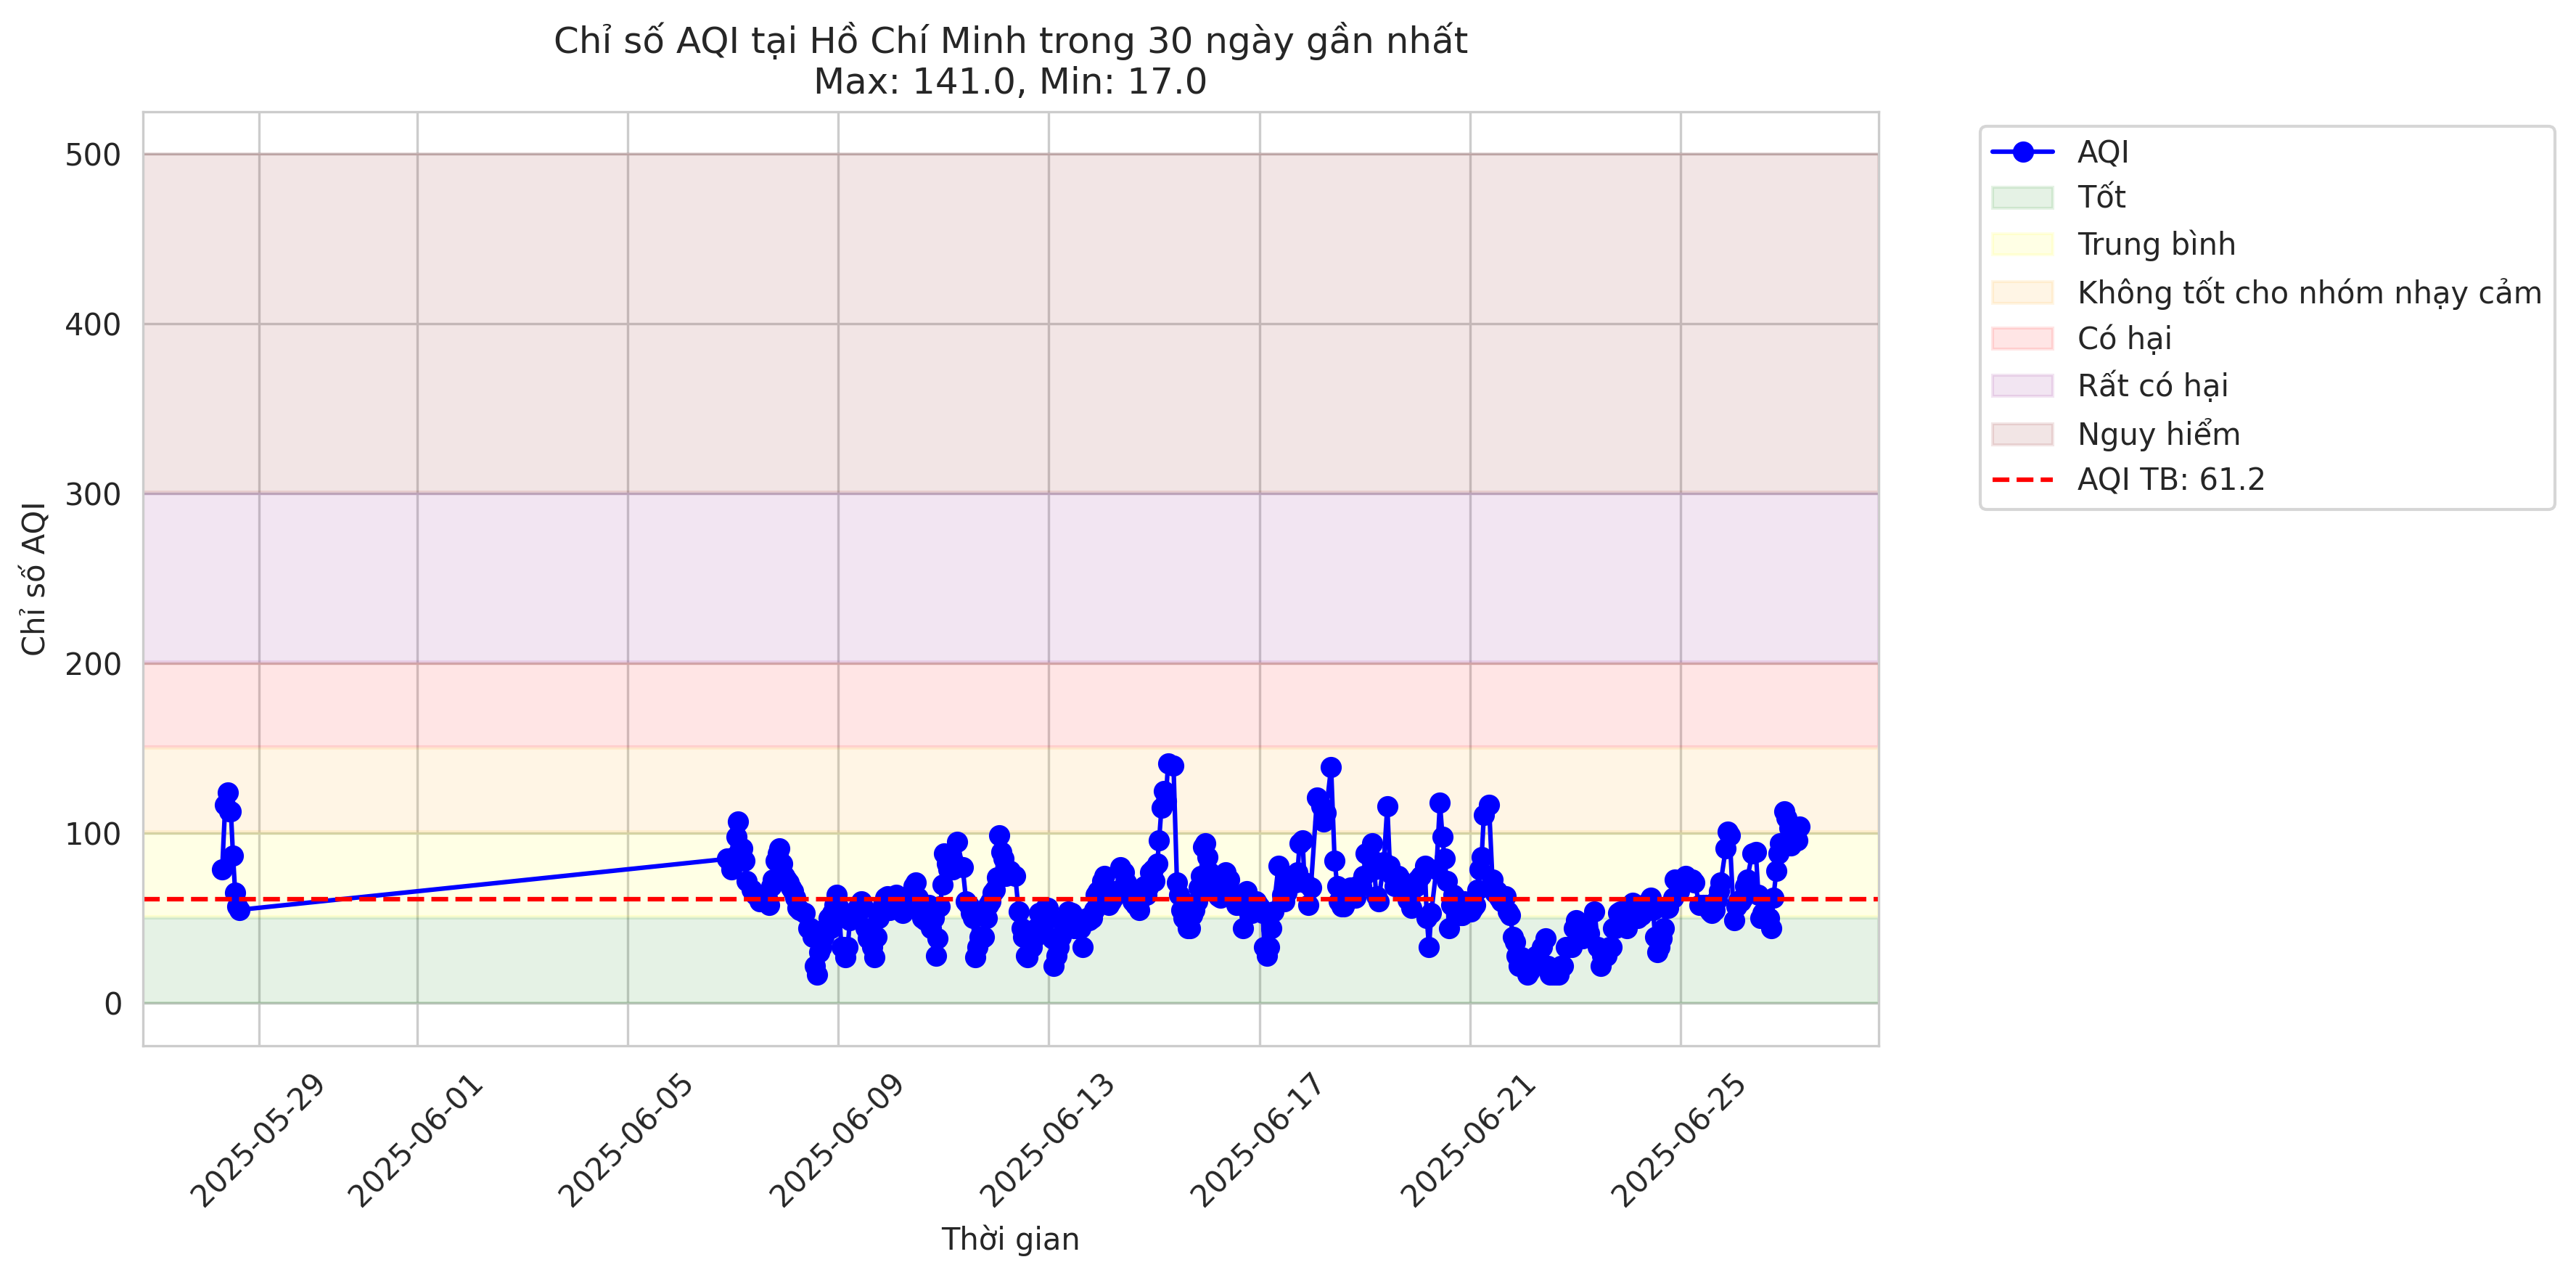 Chỉ số AQI tại Hồ Chí Minh trong 30 ngày gần nhất
Max: 141.0, Min: 17.0
Chỉ số AQI
500
400
300
200
100
0
2025-05-29
2025-06-01
2025-06-05
2025-06-09
2025-06-13
2025-06-17
2025-06-21
2025-06-25
Thời gian
AQI
Tốt
Trung bình
Không tốt cho nhóm nhạy cảm
Có hại
Rất có hại
Nguy hiểm
AQI TB: 61.2